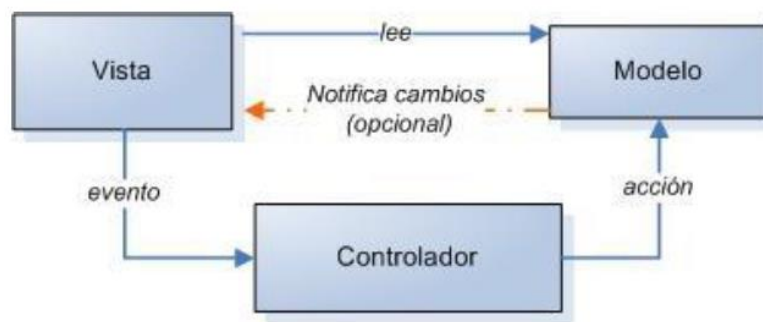 lee
Vista
Modelo
Notifica cambios
(opcional)
evento
acción
Controlador